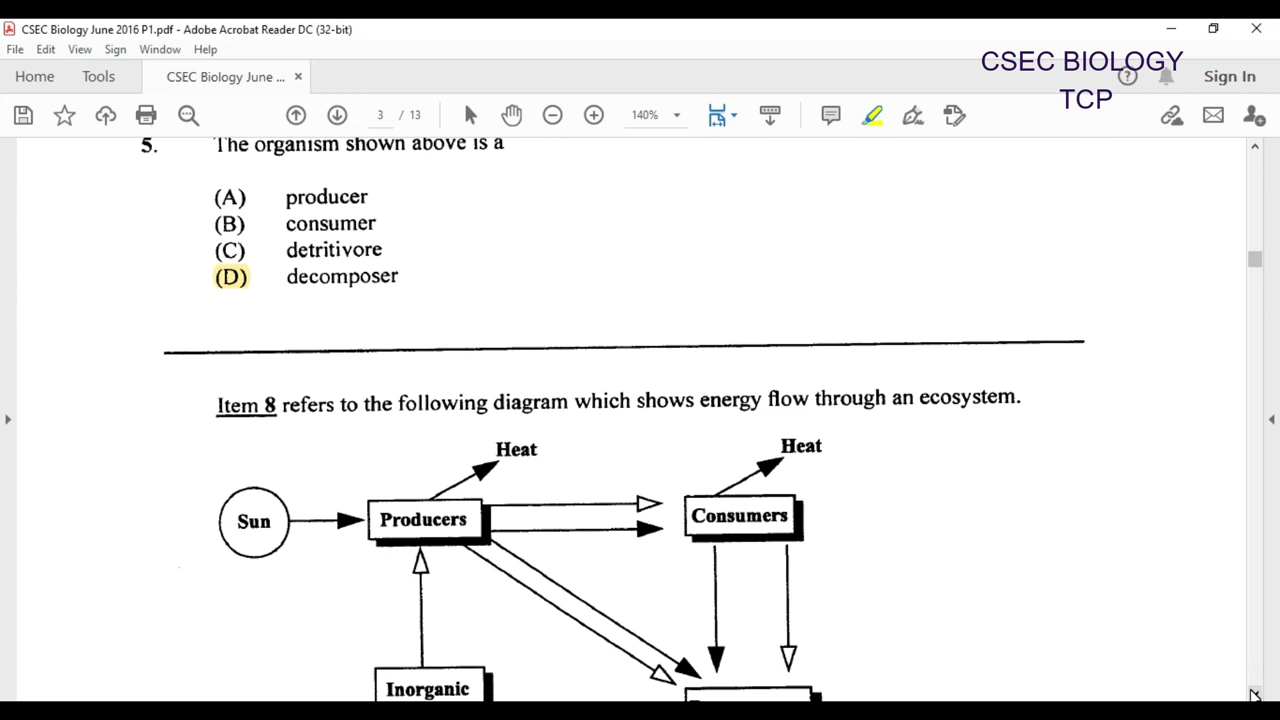 CSEC Biology June 2016 P1.pdf - Adobe Acrobat Reader DC (32-bit)
File Edit View Sign Window Help
CSEC BIOLOGY
TCP
Home Tools CSEC Biology June ... × Sign In
3 / 13 140%
5. The organism shown above is a
(A) producer
(B) consumer
(C) detritivore
(D) decomposer
Item 8 refers to the following diagram which shows energy flow through an ecosystem.
Heat Heat
Sun Producers Consumers
Inorganic